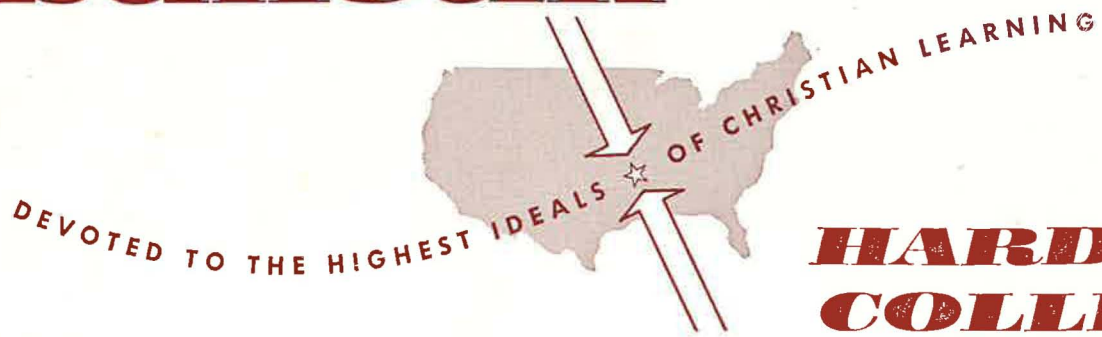 DEVOTED TO THE HIGHEST IDEALS ☆ OF CHRISTIAN LEARNING
HARD
COLL